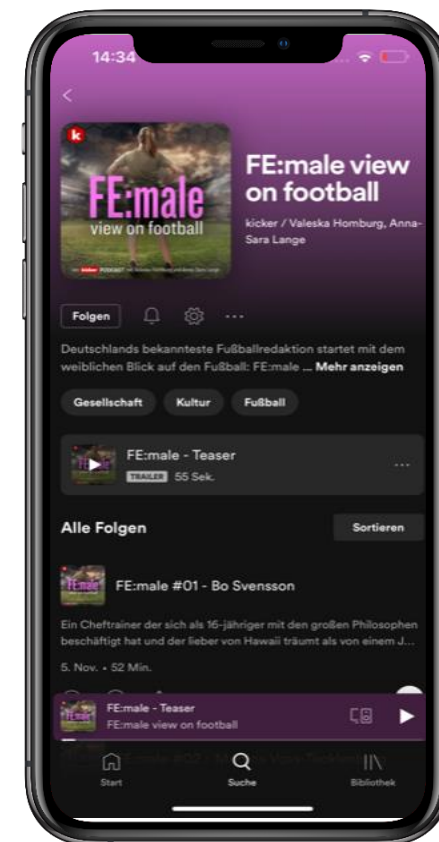 14:34
k
FE:male
view on football
FE:male view
on football
kicker / Valeska Homburg, Anna-
Sara Lange
Folgen
Deutschlands bekannteste Fußballredaktion startet mit dem
weiblichen Blick auf den Fußball: FE:male ... Mehr anzeigen
Gesellschaft Kultur Fußball
FE:male - Teaser
TRAILER 55 Sek.
Alle Folgen
Sortieren
FE:male #01 - Bo Svensson
Ein Cheftrainer der sich als 16-jähriger mit den großen Philosophen
beschäftigt hat und der lieber von Hawaii träumt als von einem J...
5. Nov. • 52 Min.
FE:male - Teaser
FE:male view on football
Start
Suche
Bibliothek